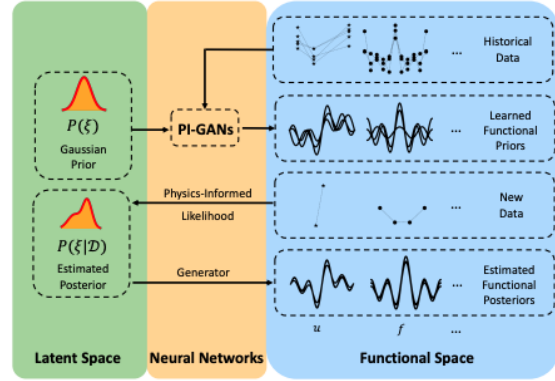 P(ξ)
Gaussian
Prior
PI-GANs
...
Historical
Data
...
Learned
Functional
Priors
P(ξ|𝒟)
Estimated
Posterior
Physics-Informed
Likelihood
...
New
Data
Generator
...
Estimated
Functional
Posteriors
u f ...
Latent Space
Neural Networks
Functional Space